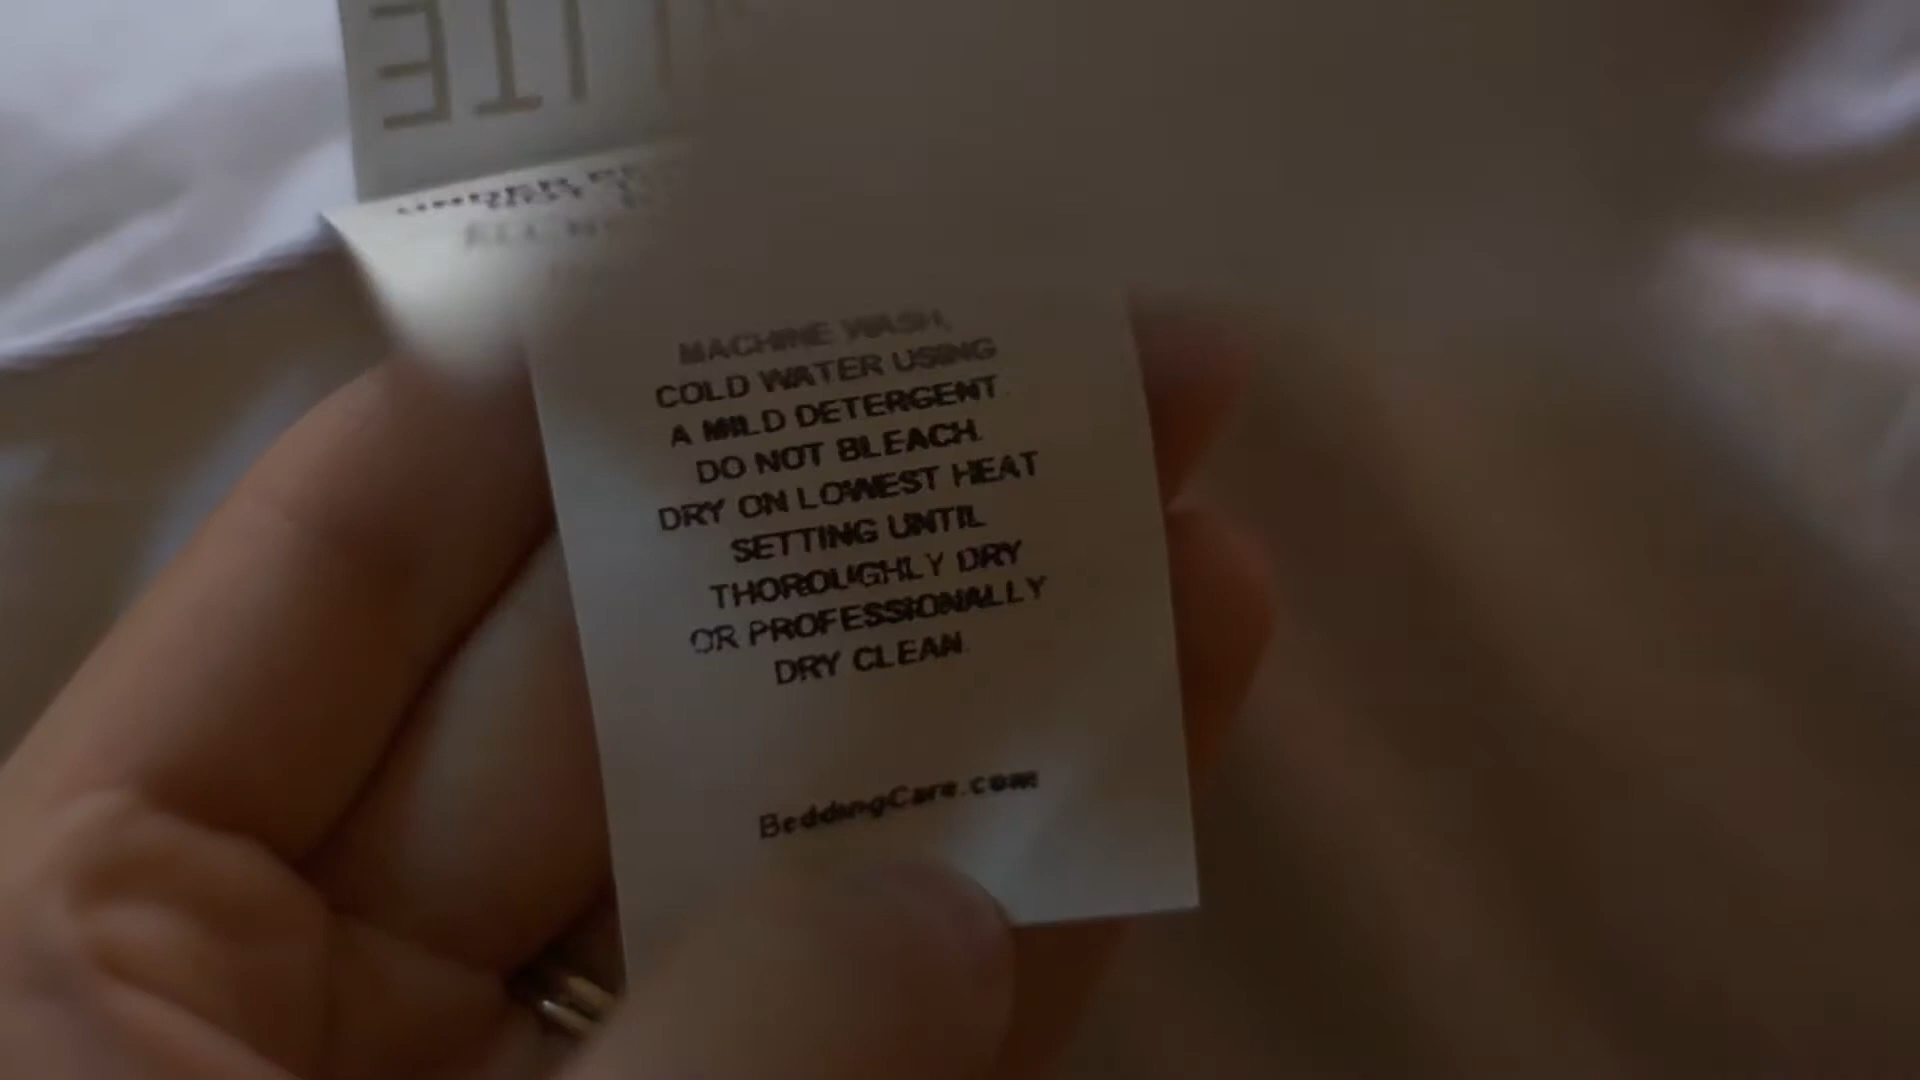 UNDER
MACHINE WASH,
COLD WATER USING
A MILD DETERGENT.
DO NOT BLEACH.
DRY ON LOWEST HEAT
SETTING UNTIL
THOROUGHLY DRY
OR PROFESSIONALLY
DRY CLEAN.
BeddingCare.com